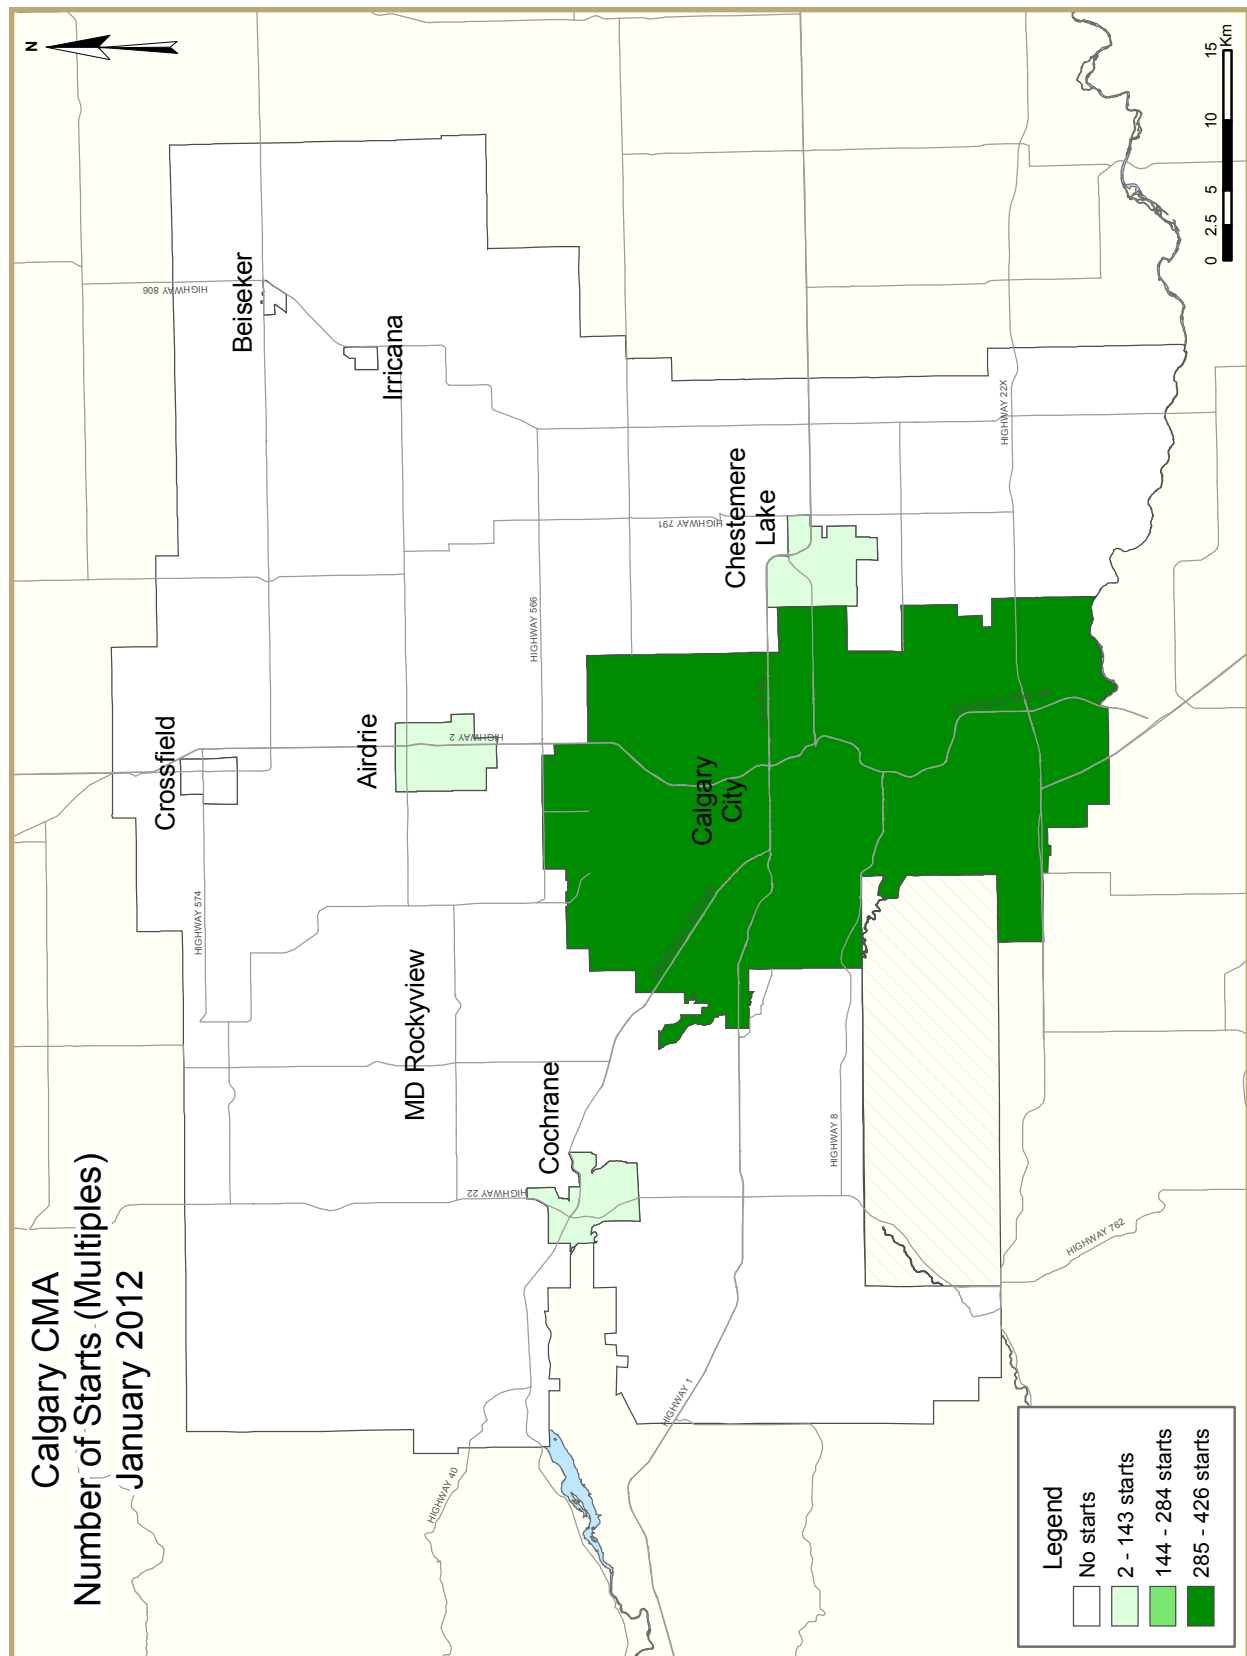 Calgary CMA
Number of Starts (Multiples)
January 2012
N
HIGHWAY 806
Beiseker
Irricana
Crossfield
HIGHWAY 574
Airdrie
HIGHWAY 2
HIGHWAY 566
HIGHWAY 791
Chestemere
Lake
HIGHWAY 22X
MD Rockyview
Calgary
City
Cochrane
HIGHWAY 22
HIGHWAY 8
HIGHWAY 762
HIGHWAY 1
HIGHWAY 40
Legend
No starts
2 - 143 starts
144 - 284 starts
285 - 426 starts
0 2.5 5 10 15
Km